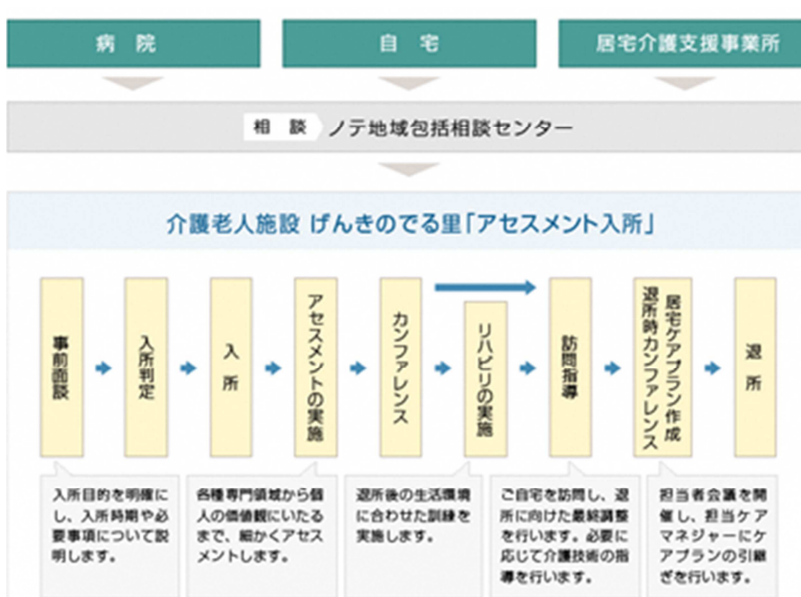 病 院
自 宅
居宅介護支援事業所
相 談 ノテ地域包括相談センター
介護老人施設 げんきのでる里「アセスメント入所」
事前面談
入所判定
入 所
アセスメントの実施
カンファレンス
リハビリの実施
訪問指導
居宅ケアプラン作成
退所時カンファレンス
退 所
入所目的を明確に
し、入所時期や必
要事項について説
明します。
各種専門領域から個
人の価値観にいたる
まで、細かくアセス
メントします。
退所後の生活環境
に合わせた訓練を
実施します。
ご自宅を訪問し、退
所に向けた最終調整
を行います。必要に
応じて介護技術の指
導を行います。
担当者会議を開
催し、担当ケア
マネジャーにケ
アプランの引継
ぎを行います。